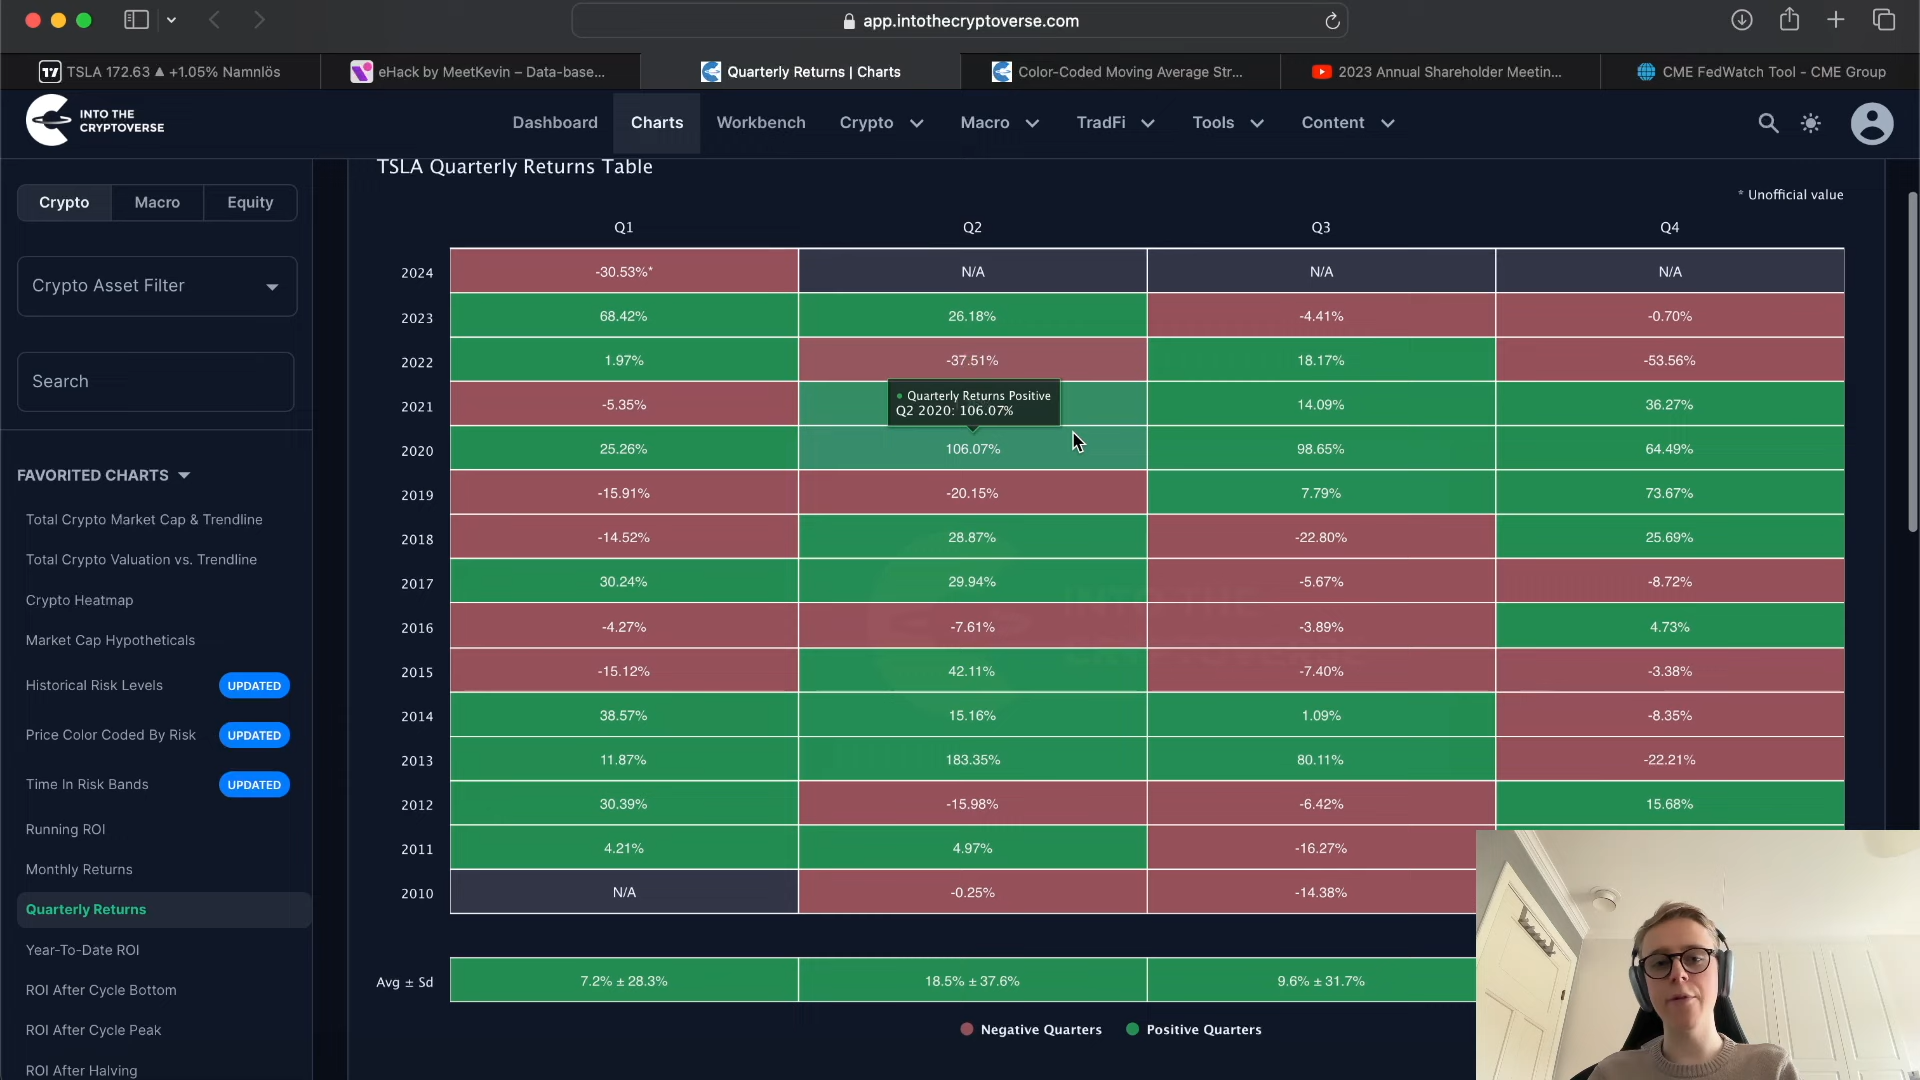 app.intothecryptoverse.com
TSLA 172.63 ▲ +1.05% Namnlös
eHack by MeetKevin – Data-base...
Quarterly Returns | Charts
Color-Coded Moving Average Str...
2023 Annual Shareholder Meetin...
CME FedWatch Tool - CME Group
INTO THE
CRYPTOVERSE
Dashboard
Charts
Workbench
Crypto
Macro
TradFi
Tools
Content
Crypto
Macro
Equity
Crypto Asset Filter
Search
FAVORITED CHARTS
Total Crypto Market Cap & Trendline
Total Crypto Valuation vs. Trendline
Crypto Heatmap
Market Cap Hypotheticals
Historical Risk Levels UPDATED
Price Color Coded By Risk UPDATED
Time In Risk Bands UPDATED
Running ROI
Monthly Returns
Quarterly Returns
Year-To-Date ROI
ROI After Cycle Bottom
ROI After Cycle Peak
ROI After Halving
TSLA Quarterly Returns Table
* Unofficial value
Q1 Q2 Q3 Q4
2024 -30.53%* N/A N/A N/A
2023 68.42% 26.18% -4.41% -0.70%
2022 1.97% -37.51% 18.17% -53.56%
2021 -5.35% 14.09% 36.27%
Quarterly Returns Positive
Q2 2020: 106.07%
2020 25.26% 106.07% 98.65% 64.49%
2019 -15.91% -20.15% 7.79% 73.67%
2018 -14.52% 28.87% -22.80% 25.69%
2017 30.24% 29.94% -5.67% -8.72%
2016 -4.27% -7.61% -3.89% 4.73%
2015 -15.12% 42.11% -7.40% -3.38%
2014 38.57% 15.16% 1.09% -8.35%
2013 11.87% 183.35% 80.11% -22.21%
2012 30.39% -15.98% -6.42% 15.68%
2011 4.21% 4.97% -16.27%
2010 N/A -0.25% -14.38%
Avg ± Sd 7.2% ± 28.3% 18.5% ± 37.6% 9.6% ± 31.7%
Negative Quarters Positive Quarters